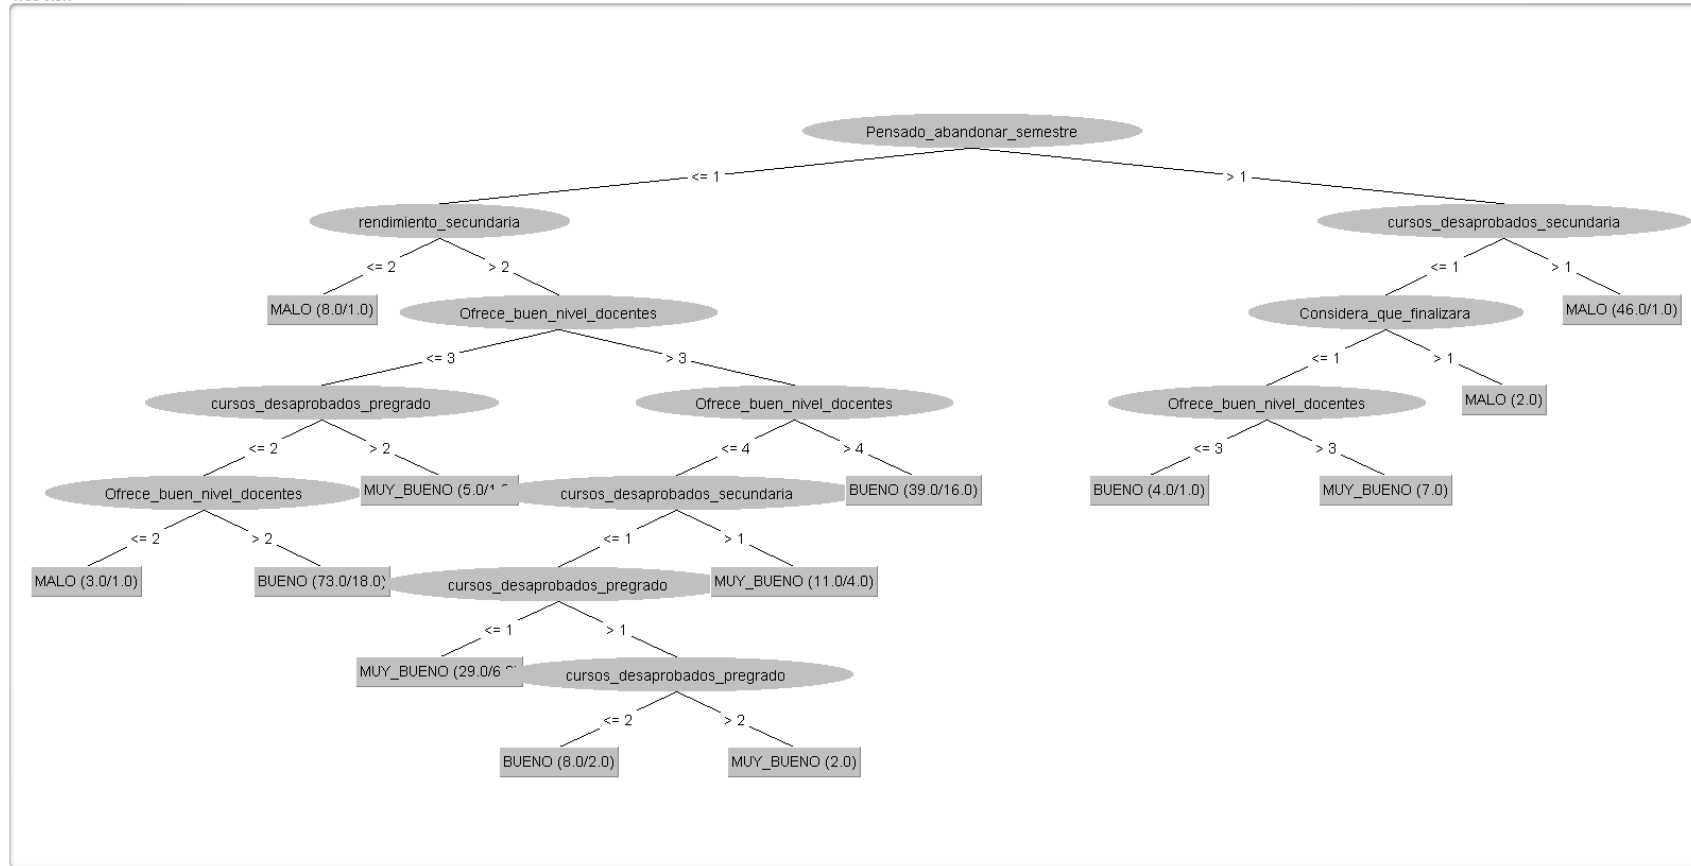 Pensado_abandonar_semestre
<= 1
> 1
rendimiento_secundaria
cursos_desaprobados_secundaria
<= 2
> 2
<= 1
> 1
MALO (8.0/1.0)
Ofrece_buen_nivel_docentes
Considera_que_finalizara
MALO (46.0/1.0)
<= 3
> 3
<= 1
> 1
cursos_desaprobados_pregrado
Ofrece_buen_nivel_docentes
Ofrece_buen_nivel_docentes
MALO (2.0)
<= 2
> 2
<= 4
> 4
<= 3
> 3
Ofrece_buen_nivel_docentes
MUY_BUENO
cursos_desaprobados_secundaria
BUENO (39.0/16.0)
BUENO (4.0/1.0)
MUY_BUENO (7.0)
<= 2
> 2
<= 1
> 1
MALO (3.0/1.0)
BUENO (73.0/18.0)
cursos_desaprobados_pregrado
MUY_BUENO (11.0/4.0)
<= 1
> 1
MUY_BUENO
cursos_desaprobados_pregrado
<= 2
> 2
BUENO (8.0/2.0)
MUY_BUENO (2.0)